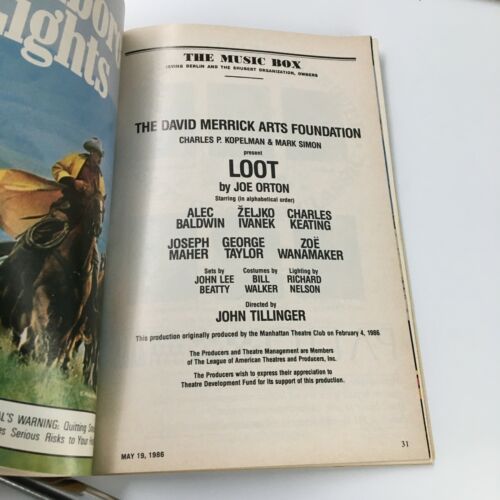 Lights
AL'S WARNING: Quitting
es Serious Risks to Your
THE MUSIC BOX
IRVING BERLIN AND THE SHUBERT ORGANIZATION, OWNERS
THE DAVID MERRICK ARTS FOUNDATION
CHARLES P. KOPELMAN & MARK SIMON
present
LOOT
by JOE ORTON
Starring (in alphabetical order)
ALEC ŽELJKO CHARLES
BALDWIN IVANEK KEATING
JOSEPH GEORGE ZOË
MAHER TAYLOR WANAMAKER
Sets by Costumes by Lighting by
JOHN LEE BILL RICHARD
BEATTY WALKER NELSON
Directed by
JOHN TILLINGER
This production originally produced by the Manhattan Theatre Club on February 4, 1986
The Producers and Theatre Management are Members
of The League of American Theatres and Producers, Inc.
The Producers wish to express their appreciation to
Theatre Development Fund for its support of this production.
MAY 19, 1986
31